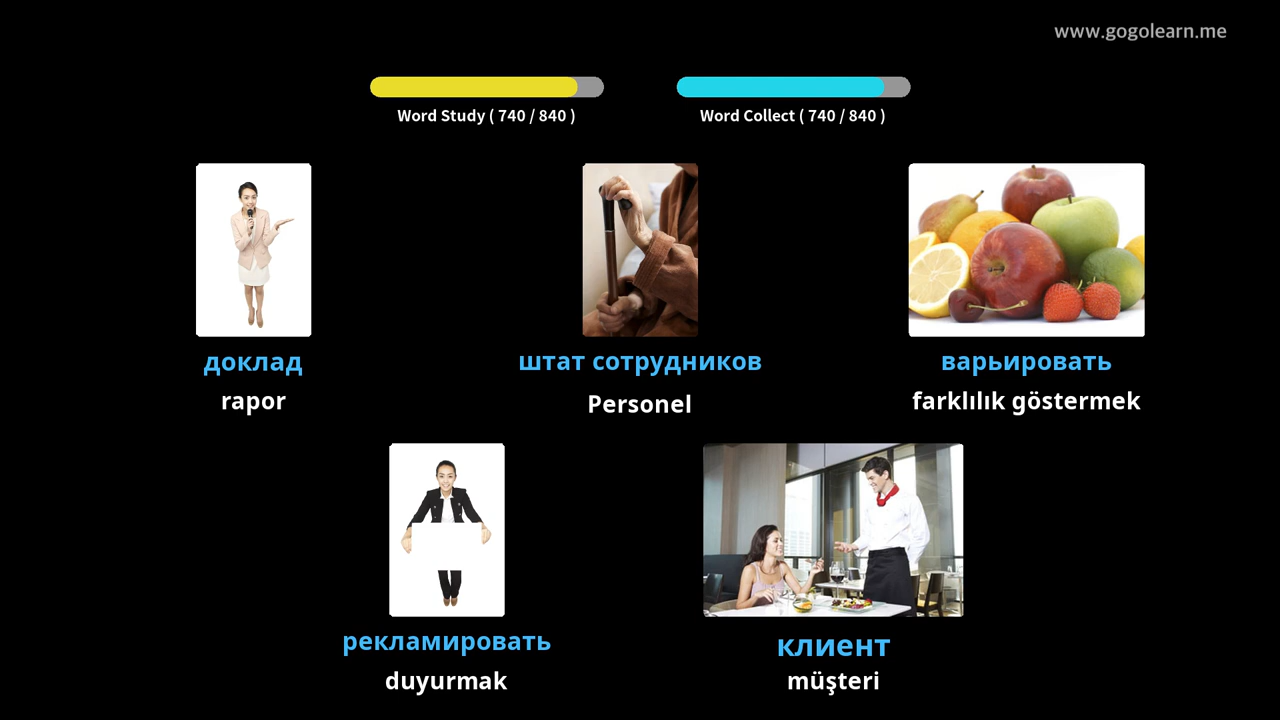 www.gogolearn.me
Word Study ( 740 / 840 )
Word Collect ( 740 / 840 )
доклад
rapor
штат сотрудников
Personel
варьировать
farklılık göstermek
рекламировать
duyurmak
клиент
müşteri